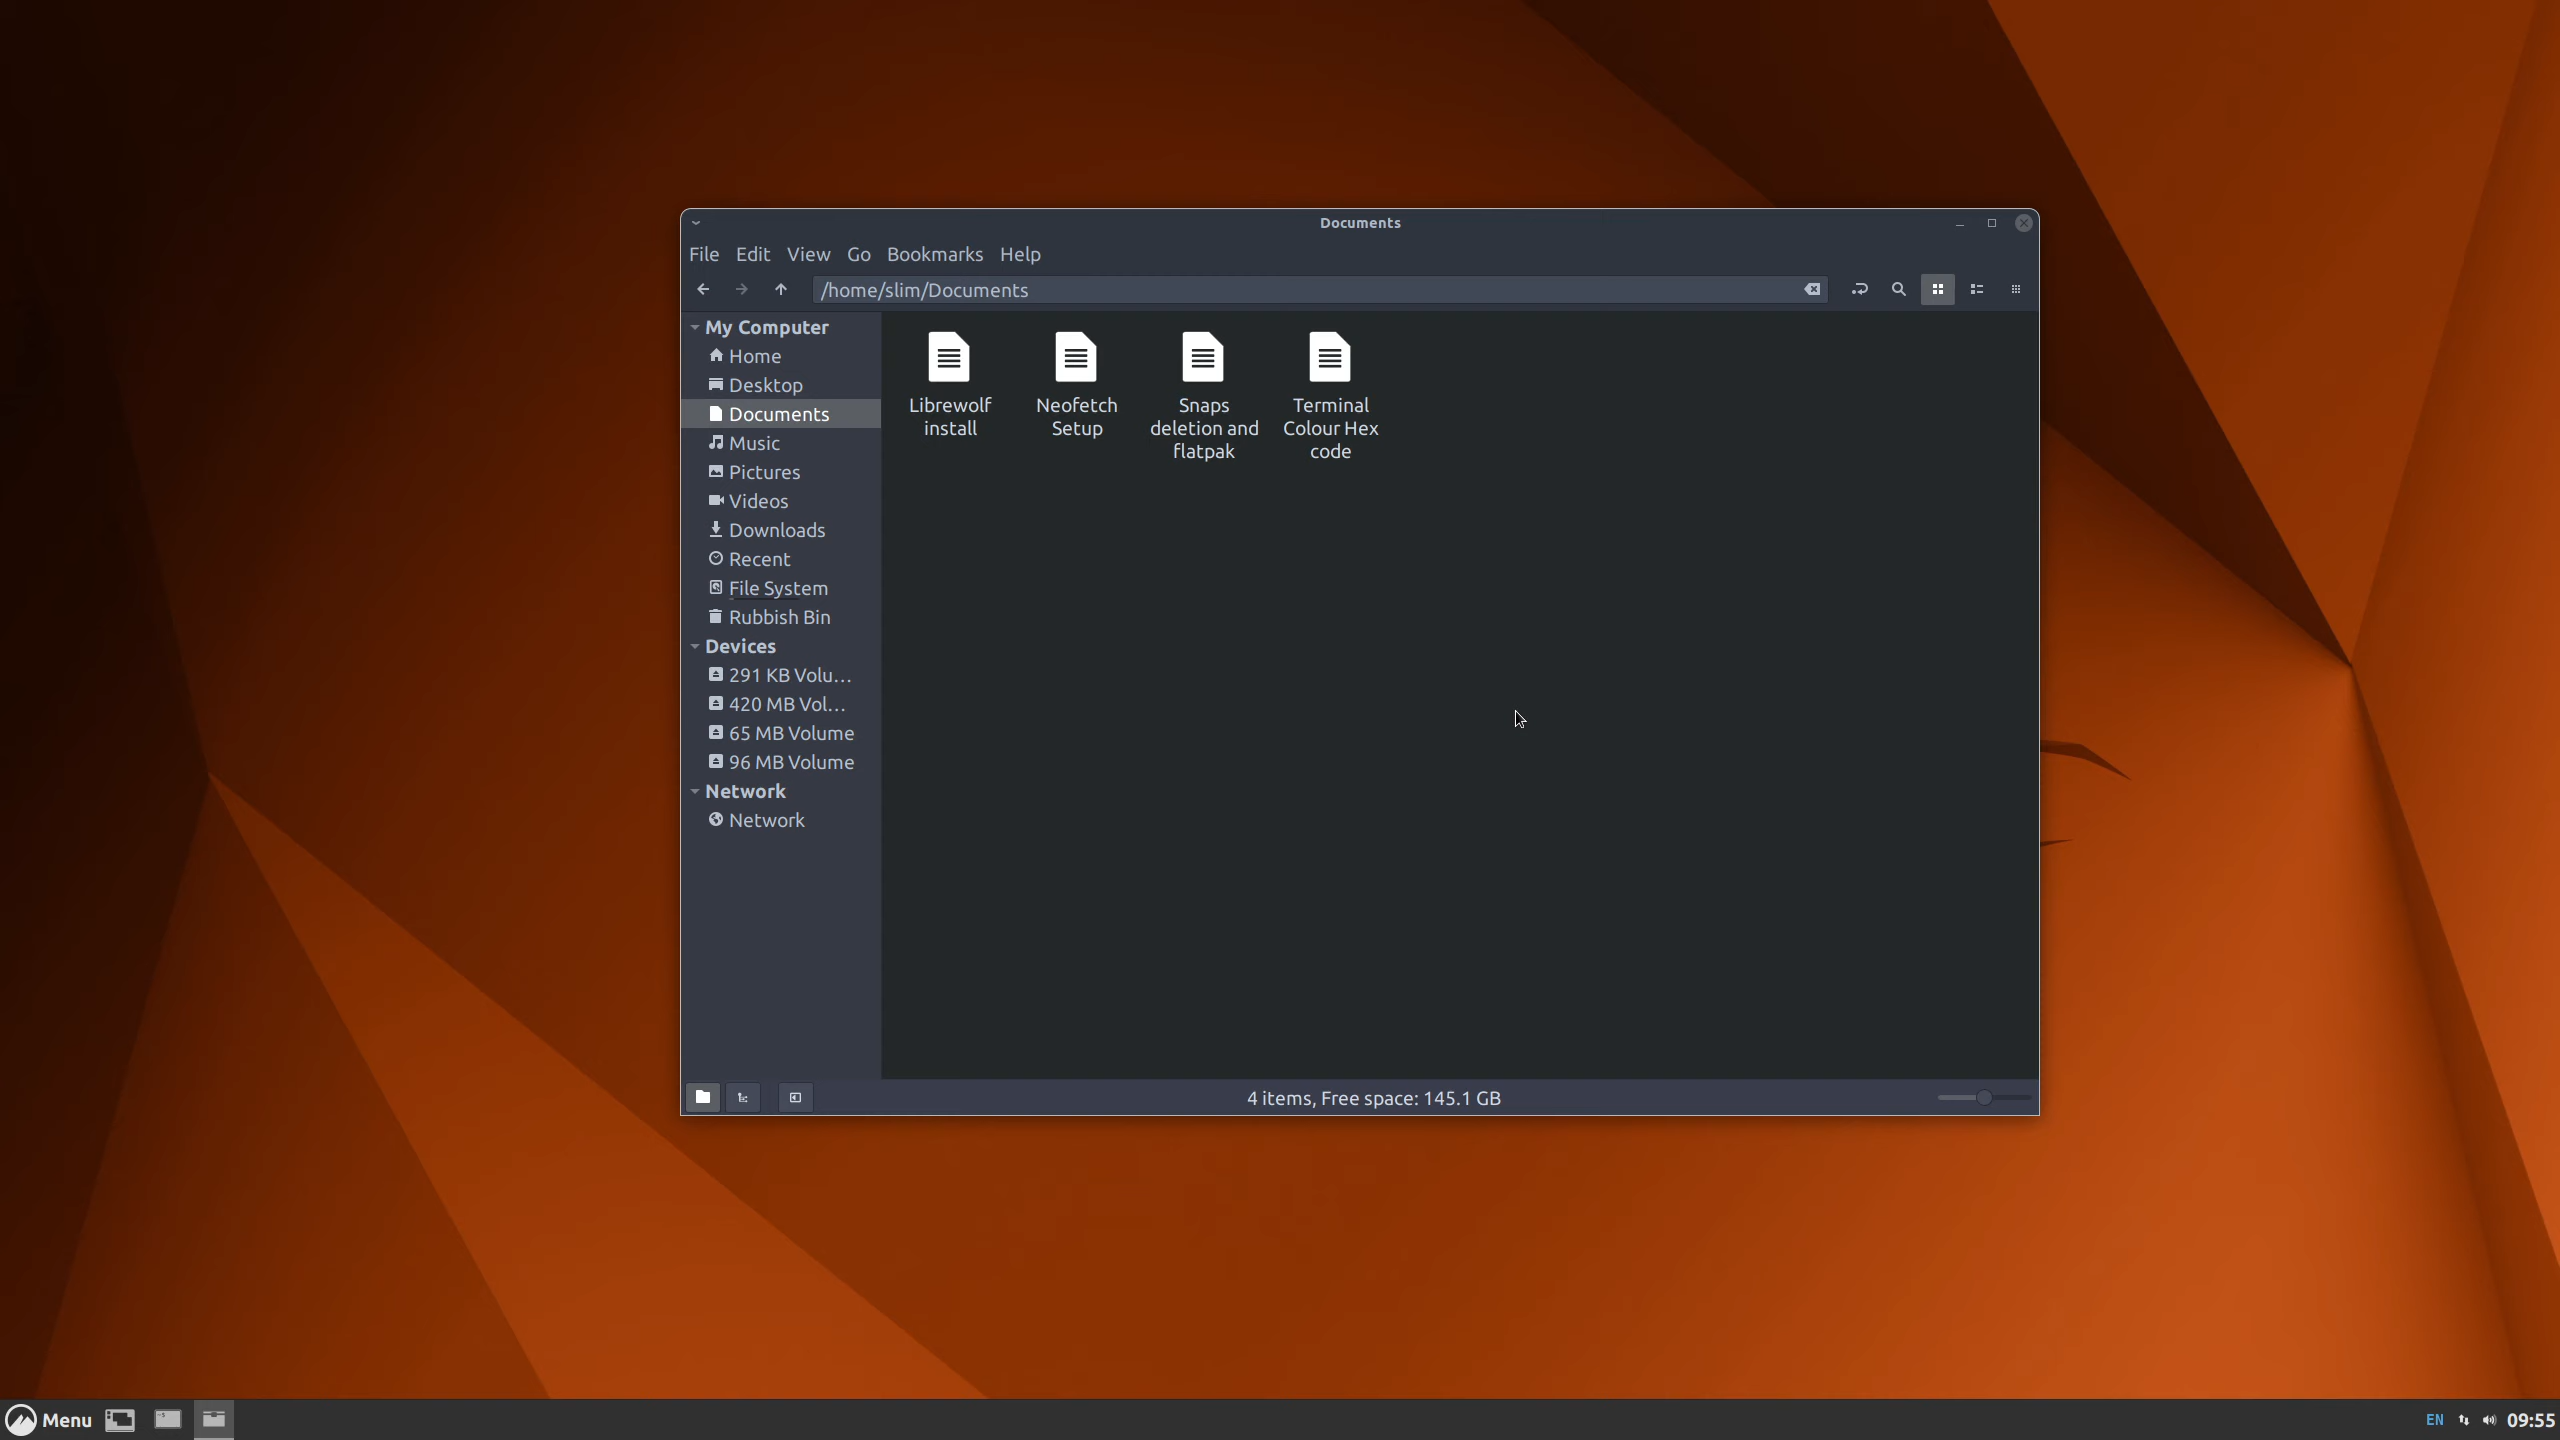 Documents
File Edit View Go Bookmarks Help
/home/slim/Documents
My Computer
Home
Desktop
Documents
Music
Pictures
Videos
Downloads
Recent
File System
Rubbish Bin
Devices
291 KB Volu...
420 MB Vol...
65 MB Volume
96 MB Volume
Network
Network
Librewolf
install
Neofetch
Setup
Snaps
deletion and
flatpak
Terminal
Colour Hex
code
4 items, Free space: 145.1 GB
Menu
EN 09:55